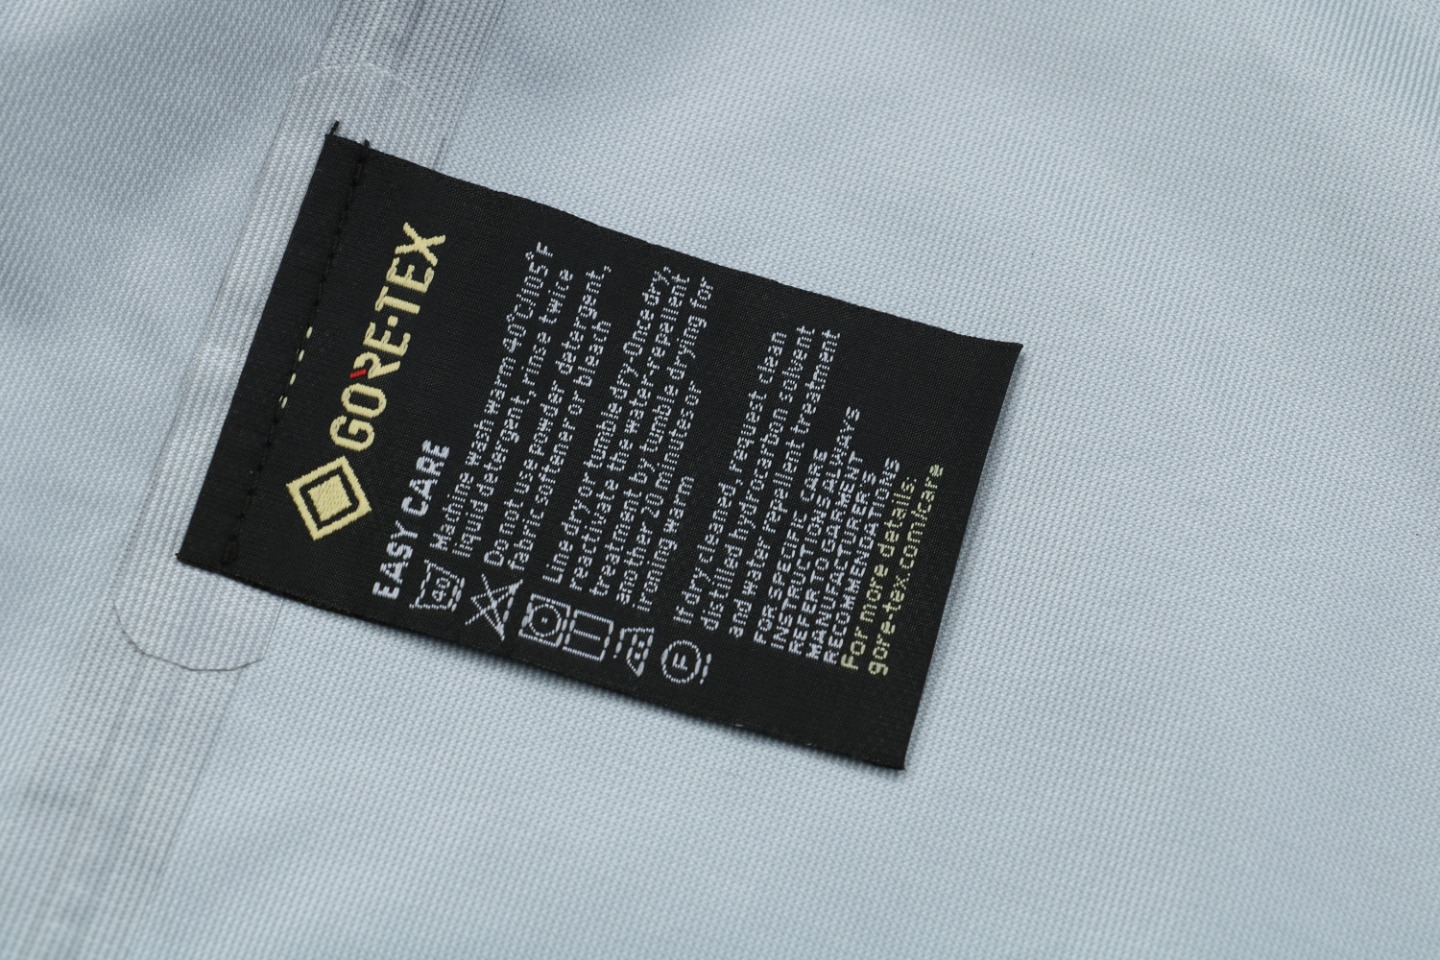 GORE-TEX
EASY CARE
40
Machine wash warm 40°C/105°F
liquid detergent, rinse twice
Do not use powder detergent,
fabric softener or bleach
Line dry or tumble dry-Once dry,
reactivate the water-repellent
treatment by tumble drying for
another 20 minutes or
ironing warm
F
If dry cleaned, request clean
distilled hydrocarbon solvent
and water repellent treatment
FOR SPECIFIC CARE
INSTRUCTIONS ALWAYS
REFER TO GARMENT
MANUFACTURERS
RECOMMENDATIONS
For more details,
gore-tex.com/care